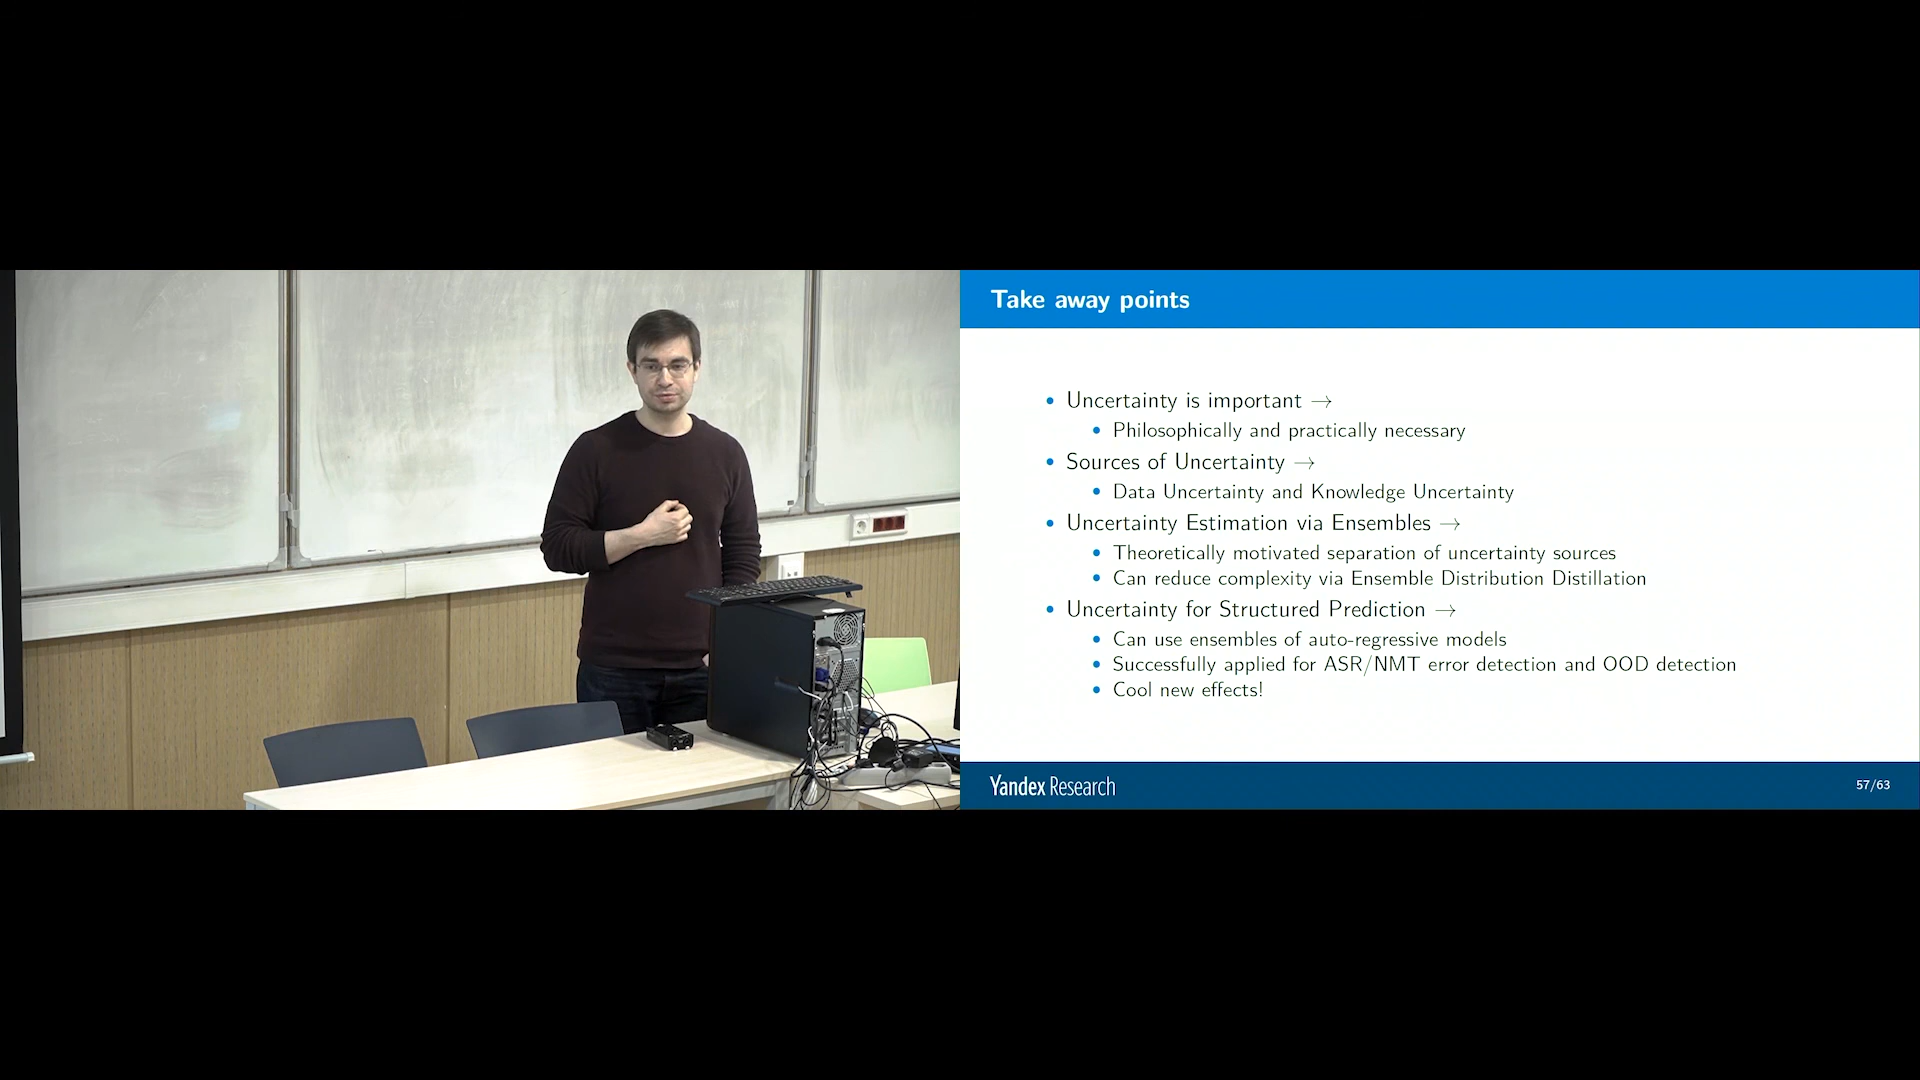 Take away points
• Uncertainty is important →
• Philosophically and practically necessary
• Sources of Uncertainty →
• Data Uncertainty and Knowledge Uncertainty
• Uncertainty Estimation via Ensembles →
• Theoretically motivated separation of uncertainty sources
• Can reduce complexity via Ensemble Distribution Distillation
• Uncertainty for Structured Prediction →
• Can use ensembles of auto-regressive models
• Successfully applied for ASR/NMT error detection and OOD detection
• Cool new effects!
Yandex Research
57/63